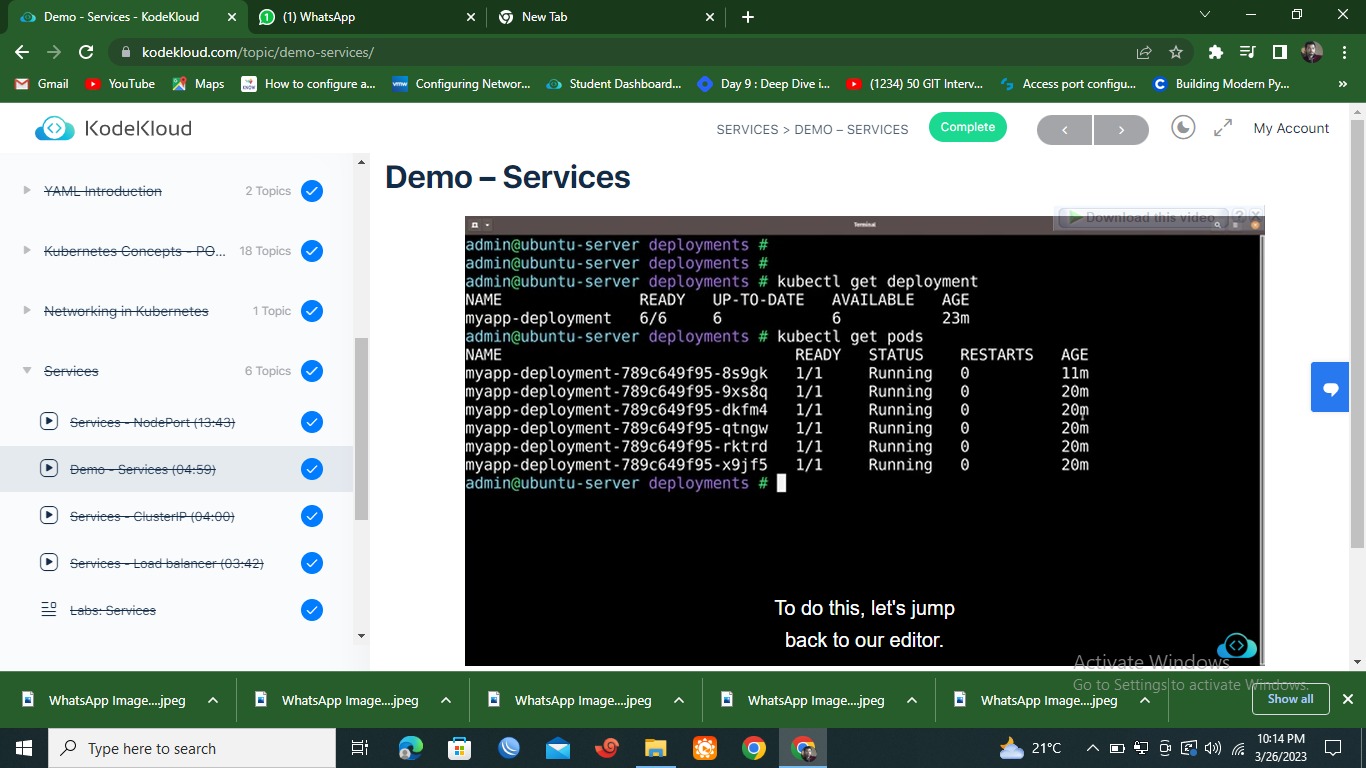 Demo - Services - KodeKloud
(1) WhatsApp
New Tab
kodekloud.com/topic/demo-services/
Gmail
YouTube
Maps
How to configure a...
Configuring Networ...
Student Dashboard...
Day 9 : Deep Dive i...
(1234) 50 GIT Interv...
Access port configu...
Building Modern Py...
»
KodeKloud
SERVICES > DEMO – SERVICES
Complete
My Account
YAML Introduction 2 Topics
Kubernetes Concepts - PO... 18 Topics
Networking in Kubernetes 1 Topic
Services 6 Topics
Services - NodePort (13:43)
Demo - Services (04:59)
Services - ClusterIP (04:00)
Services - Load balancer (03:42)
Labs: Services
Demo – Services
Download this video ? X
Terminal
admin@ubuntu-server deployments #
admin@ubuntu-server deployments #
admin@ubuntu-server deployments # kubectl get deployment
NAME READY UP-TO-DATE AVAILABLE AGE
myapp-deployment 6/6 6 6 23m
admin@ubuntu-server deployments # kubectl get pods
NAME READY STATUS RESTARTS AGE
myapp-deployment-789c649f95-8s9gk 1/1 Running 0 11m
myapp-deployment-789c649f95-9xs8q 1/1 Running 0 20m
myapp-deployment-789c649f95-dkfm4 1/1 Running 0 20m
myapp-deployment-789c649f95-qtngw 1/1 Running 0 20m
myapp-deployment-789c649f95-rktrd 1/1 Running 0 20m
myapp-deployment-789c649f95-x9jf5 1/1 Running 0 20m
admin@ubuntu-server deployments #
To do this, let's jump
back to our editor.
Activate Windows
Go to Settings to activate Windows.
WhatsApp Image....jpeg
WhatsApp Image....jpeg
WhatsApp Image....jpeg
WhatsApp Image....jpeg
WhatsApp Image....jpeg
Show all
Type here to search
21°C
10:14 PM
3/26/2023